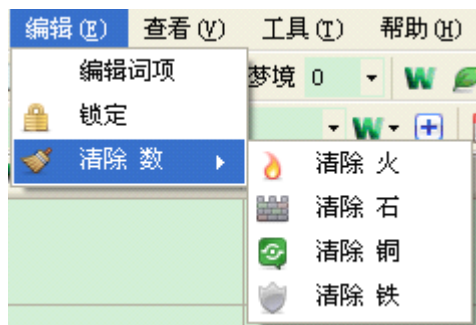 编辑(E) 查看(V) 工具(T) 帮助(H)
编辑词项
梦境 0
锁定
清除 数
清除 火
清除 石
清除 铜
清除 铁